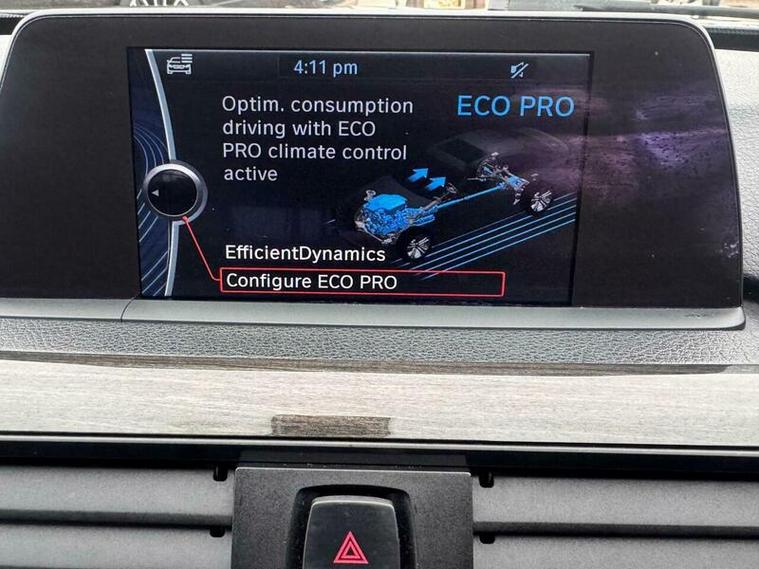 4:11 pm
Optim. consumption
driving with ECO
PRO climate control
active
ECO PRO
EfficientDynamics
Configure ECO PRO